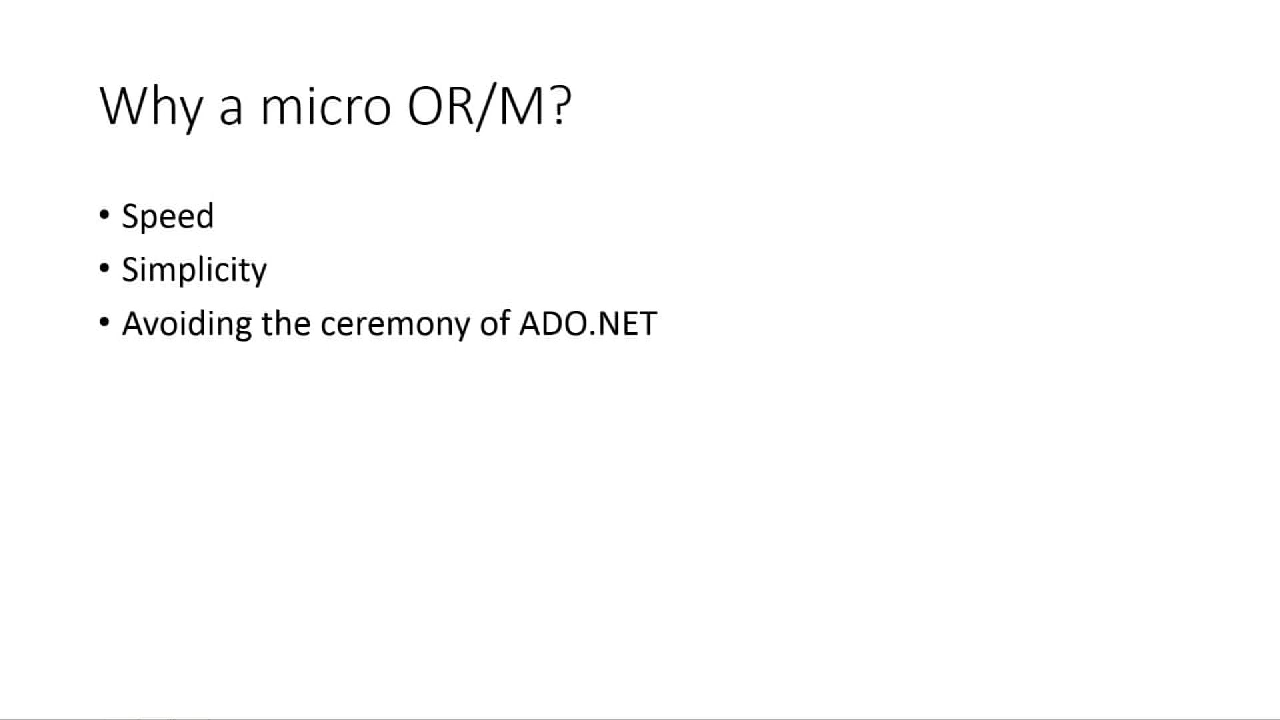 Why a micro OR/M?
• Speed
• Simplicity
• Avoiding the ceremony of ADO.NET